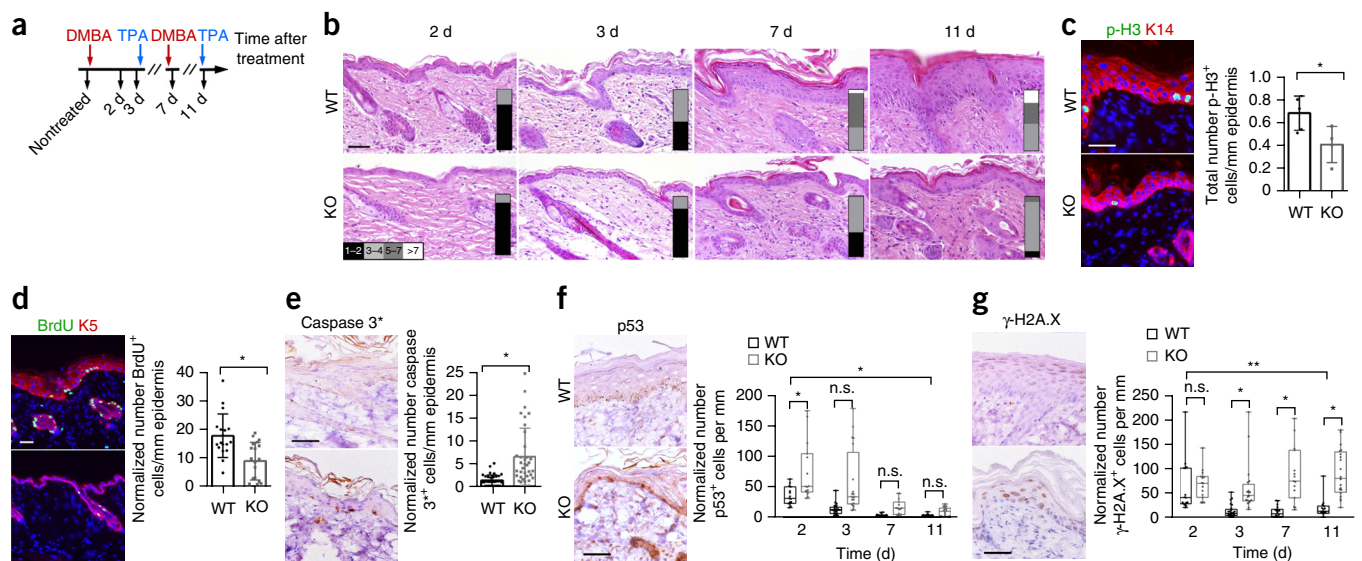 a
DMBA TPA DMBA TPA
Time after
treatment
Nontreated 2 d 3 d 7 d 11 d
b
2 d 3 d 7 d 11 d
WT
KO
1–2 3–4 5–7 >7
c
p-H3 K14
WT
KO
Total number p-H3+
cells/mm epidermis
1.0
0.8
0.6
0.4
0.2
0
*
WT KO
d
BrdU K5
Normalized number BrdU+
cells/mm epidermis
40
30
20
10
0
*
WT KO
e
Caspase 3*
Normalized number caspase
3*+ cells/mm epidermis
25
20
15
10
5
0
*
WT KO
f
p53
WT
KO
Normalized number
p53+ cells per mm
WT
KO
200
150
100
50
0
*
* n.s. n.s. n.s.
2 3 7 11
Time (d)
g
γ-H2A.X
Normalized number
γ-H2A.X+ cells per mm
WT
KO
250
200
150
100
50
0
**
n.s. * * *
2 3 7 11
Time (d)